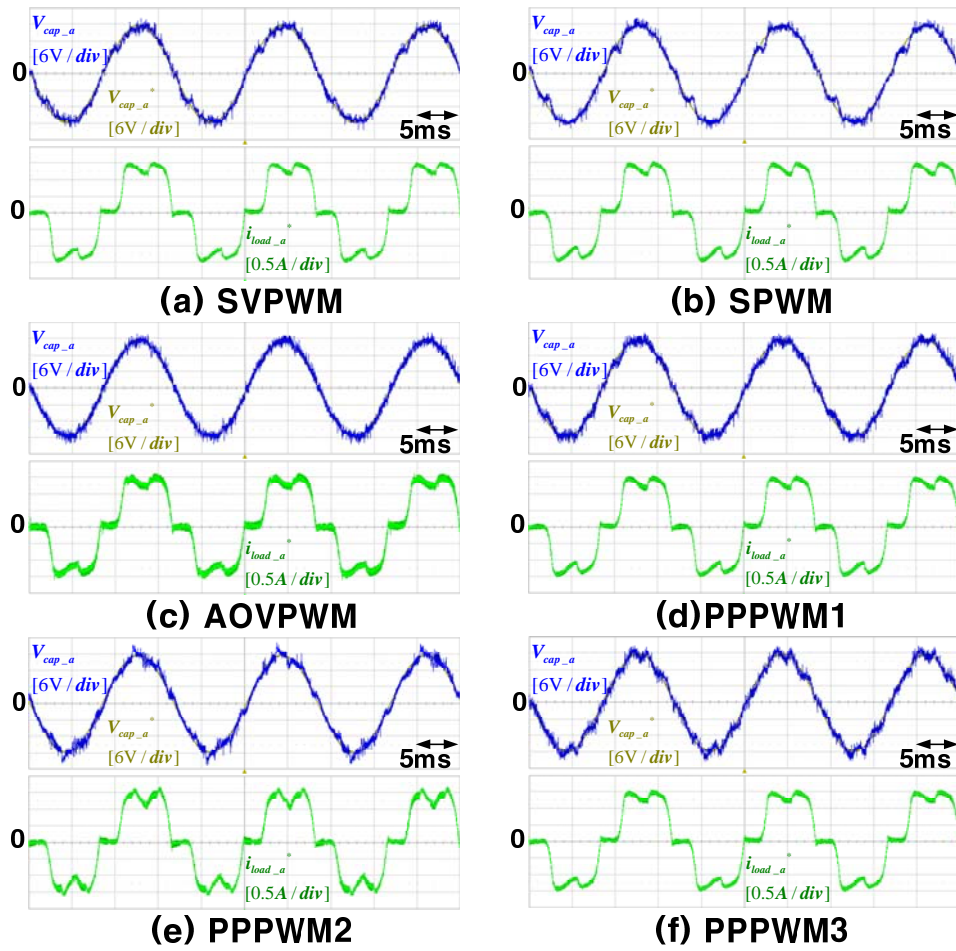 V_cap_a
[6V/div]
0
V_cap_a*
[6V/div]
5ms
0
i_load_a*
[0.5A/div]
(a) SVPWM
V_cap_a
[6V/div]
0
V_cap_a*
[6V/div]
5ms
0
i_load_a*
[0.5A/div]
(b) SPWM
V_cap_a
[6V/div]
0
V_cap_a*
[6V/div]
5ms
0
i_load_a*
[0.5A/div]
(c) AOVPWM
V_cap_a
[6V/div]
0
V_cap_a*
[6V/div]
5ms
0
i_load_a*
[0.5A/div]
(d)PPPWM1
V_cap_a
[6V/div]
0
V_cap_a*
[6V/div]
5ms
0
i_load_a*
[0.5A/div]
(e) PPPWM2
V_cap_a
[6V/div]
0
V_cap_a*
[6V/div]
5ms
0
i_load_a*
[0.5A/div]
(f) PPPWM3